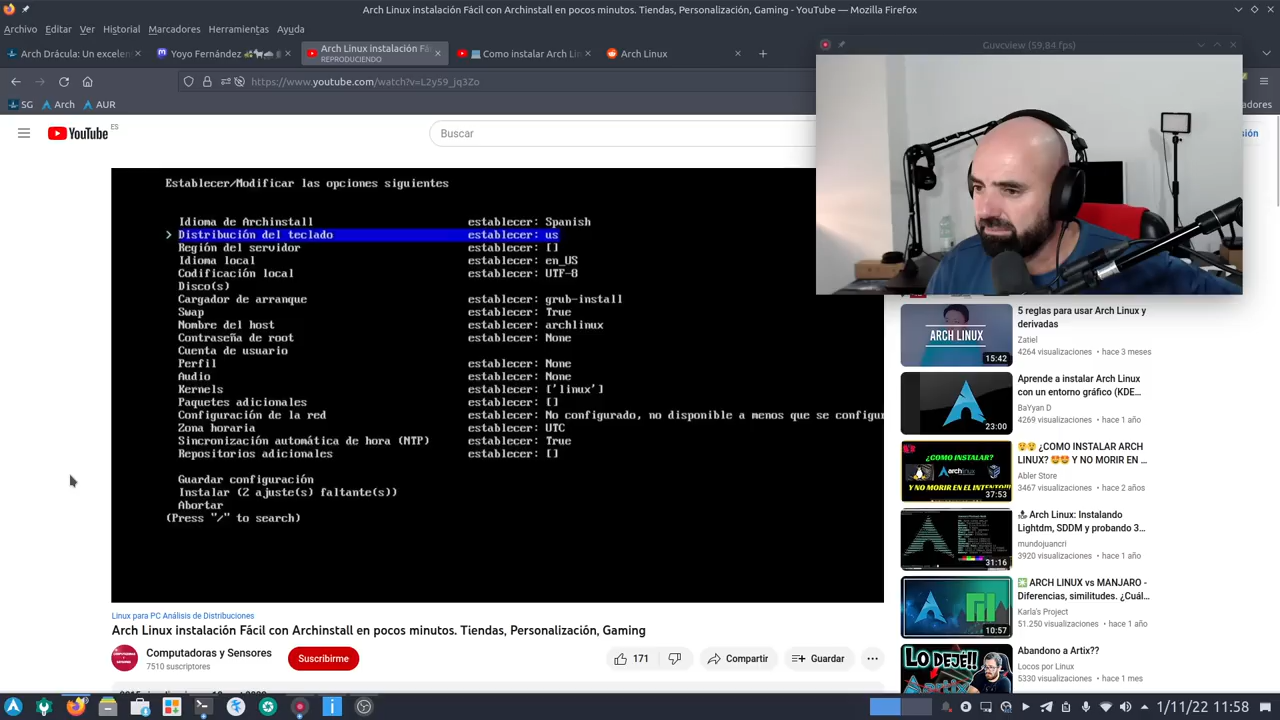 Arch Linux instalación Fácil con Archinstall en pocos minutos. Tiendas, Personalización, Gaming - YouTube — Mozilla Firefox
Archivo Editar Ver Historial Marcadores Herramientas Ayuda
Arch Drácula: Un excele
Yoyo Fernández
Arch Linux instalación Fá
REPRODUCIENDO
Como instalar Arch Lin
Arch Linux
Guvcview (59,84 fps)
https://www.youtube.com/watch?v=L2y59_jq3Zo
SG Arch AUR
YouTube ES
Buscar
Establecer/Modificar las opciones siguientes
Idioma de Archinstall establecer: Spanish
> Distribución del teclado establecer: us
Región del servidor establecer: []
Idioma local establecer: en_US
Codificación local establecer: UTF-8
Disco(s)
Cargador de arranque establecer: grub-install
Swap establecer: True
Nombre del host establecer: archlinux
Contraseña de root establecer: None
Cuenta de usuario
Perfil establecer: None
Audio establecer: None
Kernels establecer: ['linux']
Paquetes adicionales establecer: []
Configuración de la red establecer: No configurado, no disponible a menos que se configur
Zona horaria establecer: UTC
Sincronización automática de hora (NTP) establecer: True
Repositorios adicionales establecer: []
Guardar configuración
Instalar (2 ajuste(s) faltante(s))
Abortar
(Press "/" to search)
Linux para PC Análisis de Distribuciones
Arch Linux instalación Fácil con Archinstall en pocos minutos. Tiendas, Personalización, Gaming
Computadoras y Sensores
7510 suscriptores
Suscribirme
171
Compartir
Guardar
5 reglas para usar Arch Linux y
derivadas
Zatiel
4264 visualizaciones • hace 3 meses
ARCH LINUX
15:42
Aprende a instalar Arch Linux
con un entorno gráfico (KDE...
BaYyan D
4269 visualizaciones • hace 1 año
23:00
¿COMO INSTALAR ARCH
LINUX? Y NO MORIR EN ...
Abler Store
3467 visualizaciones • hace 2 años
¿COMO INSTALAR?
archlinux
Y NO MORIR EN EL INTENTO!!!
37:53
Arch Linux: Instalando
Lightdm, SDDM y probando 3...
mundojuancri
3920 visualizaciones • hace 1 año
31:16
ARCH LINUX vs MANJARO -
Diferencias, similitudes. ¿Cuál...
Karla's Project
51.250 visualizaciones • hace 1 año
10:57
Abandono a Artix??
Locos por Linux
5330 visualizaciones • hace 1 mes
LO DEJÉ!!
1/11/22 11:58